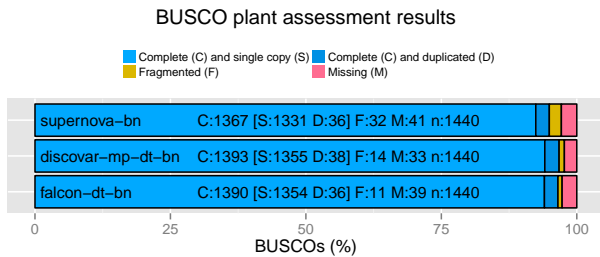 BUSCO plant assessment results
Complete (C) and single copy (S) Complete (C) and duplicated (D)
Fragmented (F) Missing (M)
supernova−bn C:1367 [S:1331 D:36] F:32 M:41 n:1440
discovar−mp−dt−bn C:1393 [S:1355 D:38] F:14 M:33 n:1440
falcon−dt−bn C:1390 [S:1354 D:36] F:11 M:39 n:1440
0 25 50 75 100
BUSCOs (%)